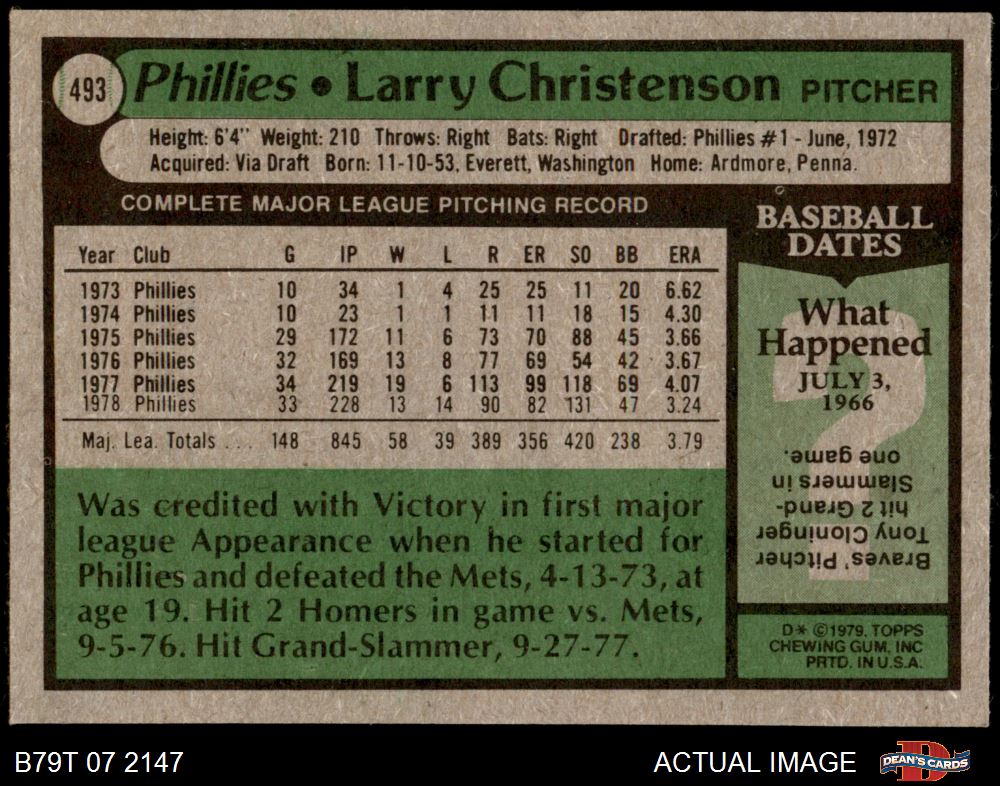 493 Phillies • Larry Christenson PITCHER
Height: 6'4" Weight: 210 Throws: Right Bats: Right Drafted: Phillies #1 - June, 1972
Acquired: Via Draft Born: 11-10-53, Everett, Washington Home: Ardmore, Penna.
COMPLETE MAJOR LEAGUE PITCHING RECORD
Year Club G IP W L R ER SO BB ERA
1973 Phillies 10 34 1 4 25 25 11 20 6.62
1974 Phillies 10 23 1 1 11 11 18 15 4.30
1975 Phillies 29 172 11 6 73 70 88 45 3.66
1976 Phillies 32 169 13 8 77 69 54 42 3.67
1977 Phillies 34 219 19 6 113 99 118 69 4.07
1978 Phillies 33 228 13 14 90 82 131 47 3.24
Maj. Lea. Totals . . . 148 845 58 39 389 356 420 238 3.79
Was credited with Victory in first major
league Appearance when he started for
Phillies and defeated the Mets, 4-13-73, at
age 19. Hit 2 Homers in game vs. Mets,
9-5-76. Hit Grand-Slammer, 9-27-77.
BASEBALL
DATES
What
Happened
JULY 3,
1966
?
Braves' Pitcher
Tony Cloninger
hit 2 Grand-
Slammers in
one game.
D* ©1979, TOPPS
CHEWING GUM, INC
PRTD. IN U.S.A.
B79T 07 2147
ACTUAL IMAGE
D
DEAN'S CARDS